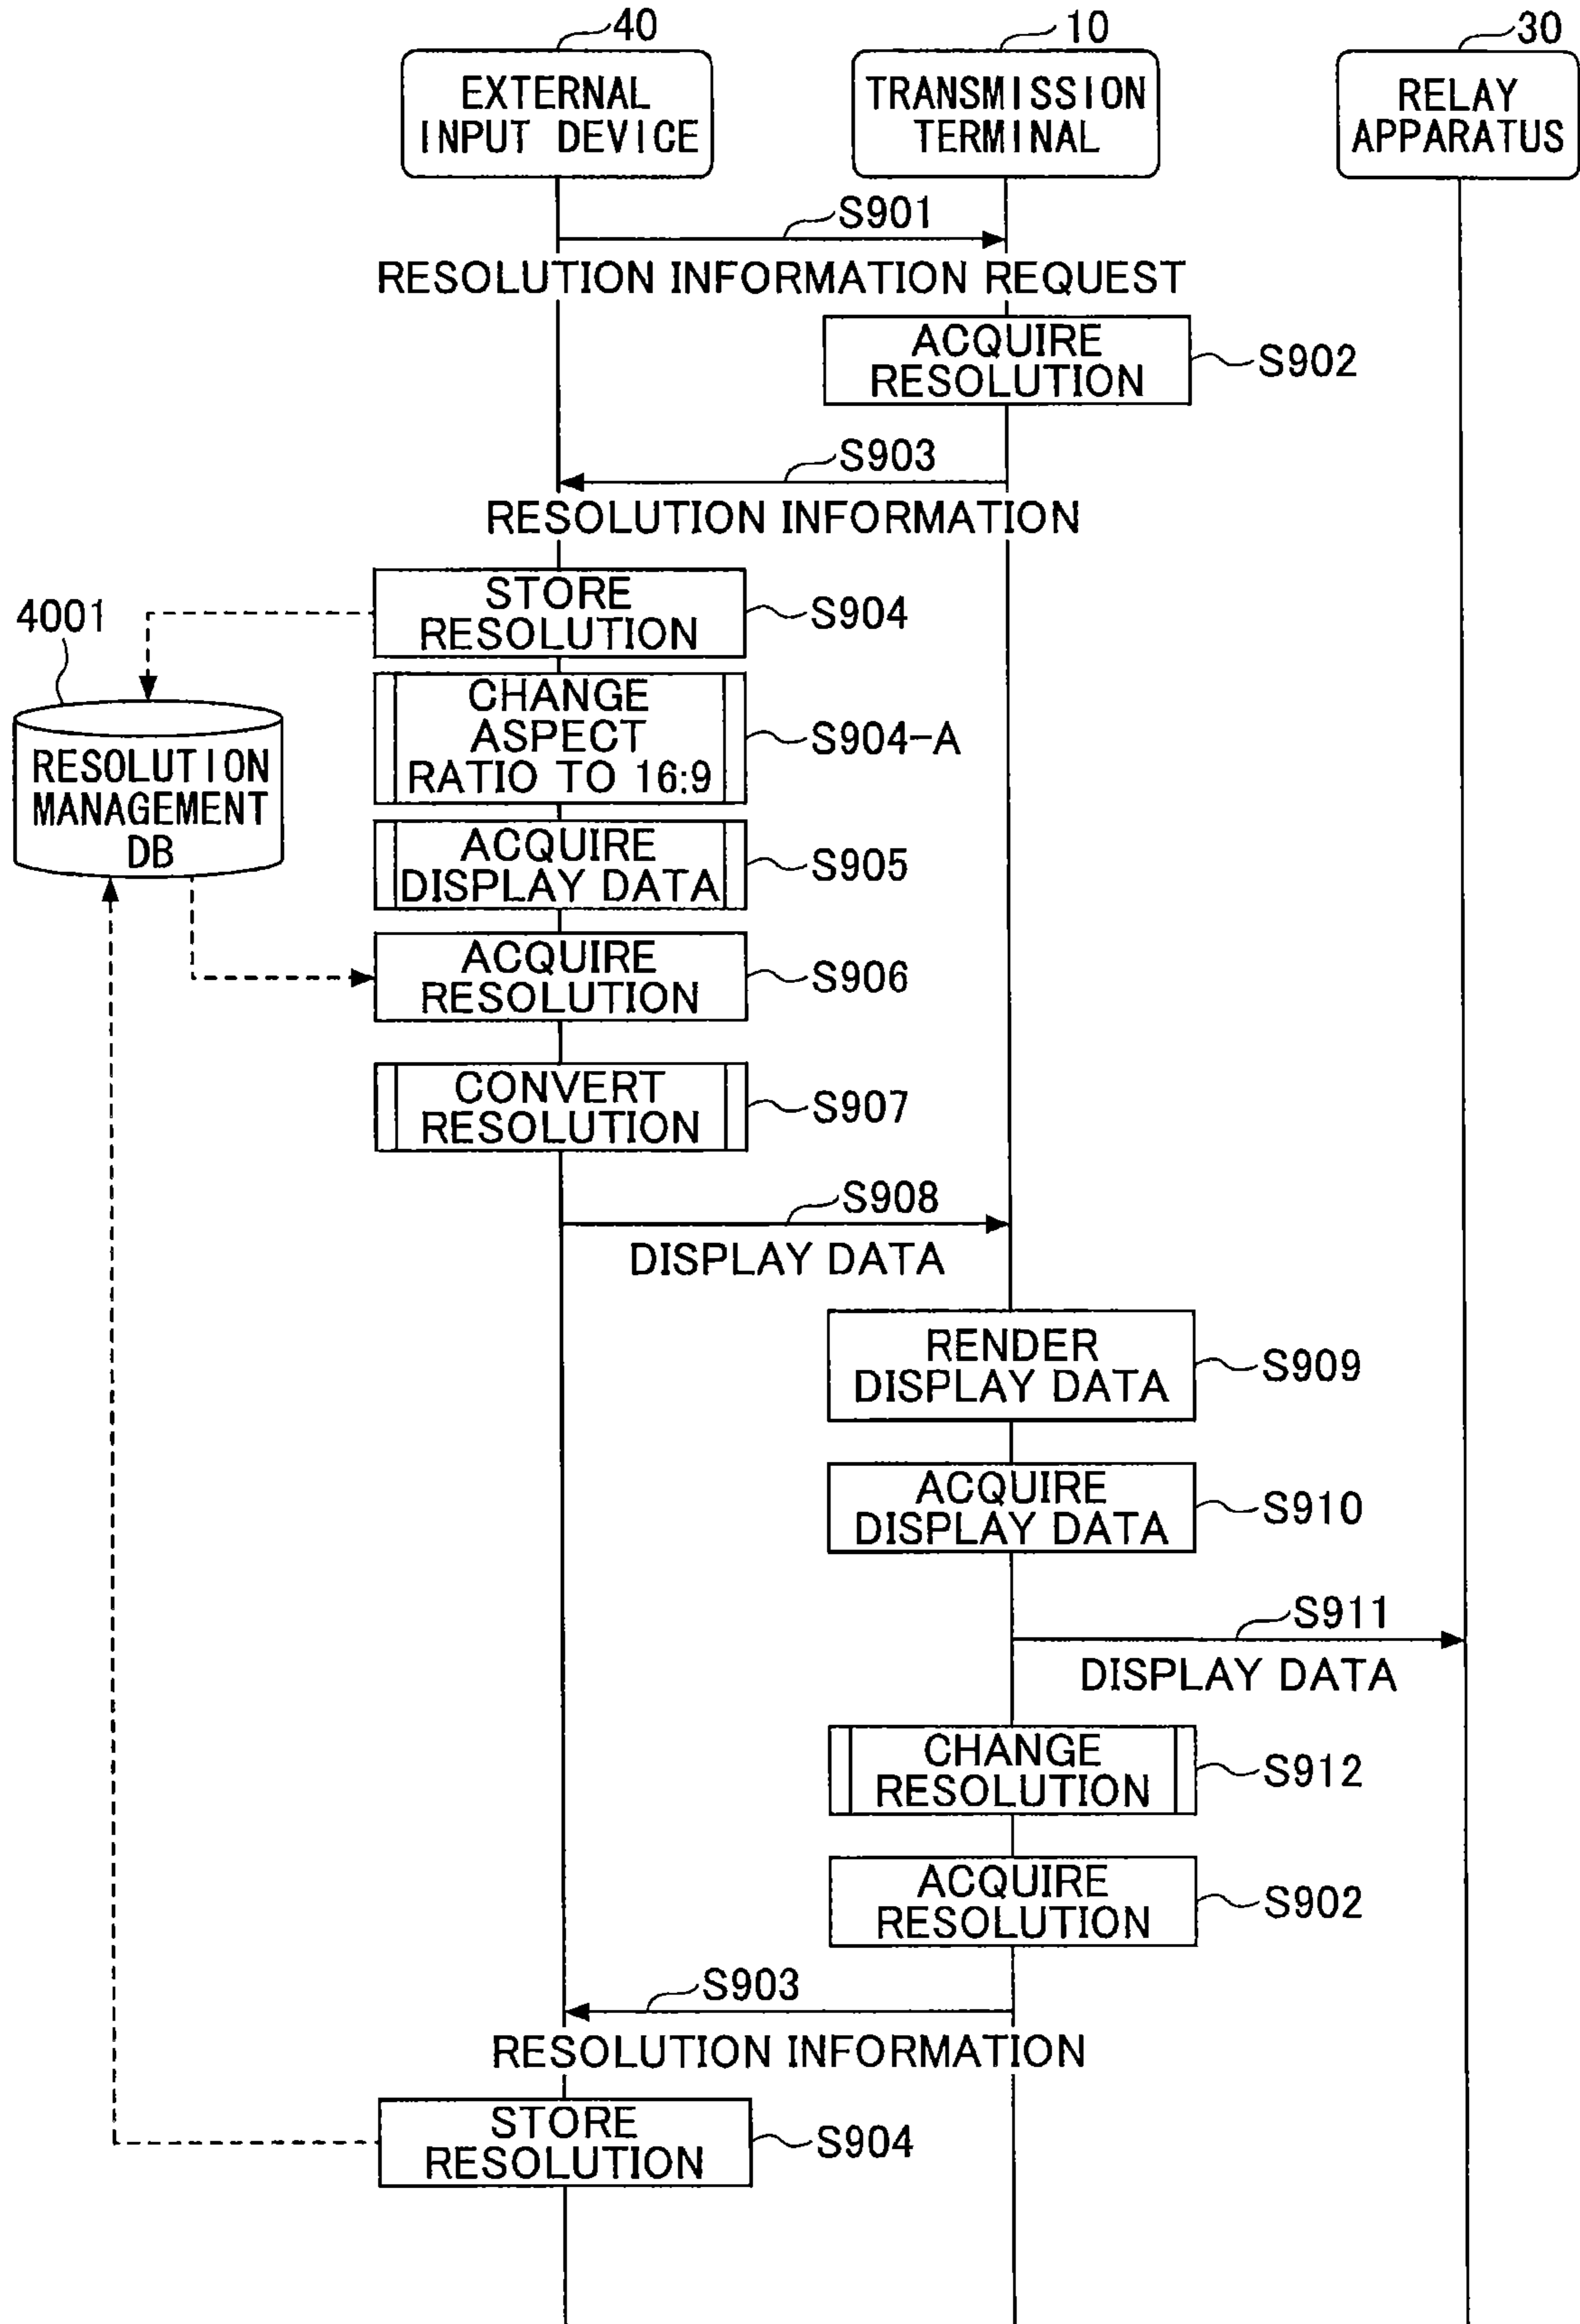 40
10
30
EXTERNAL
INPUT DEVICE
TRANSMISSION
TERMINAL
RELAY
APPARATUS
S901
RESOLUTION INFORMATION REQUEST
ACQUIRE
RESOLUTION
S902
S903
RESOLUTION INFORMATION
STORE
RESOLUTION
S904
4001
RESOLUTION
MANAGEMENT
DB
CHANGE
ASPECT
RATIO TO 16:9
S904-A
ACQUIRE
DISPLAY DATA
S905
ACQUIRE
RESOLUTION
S906
CONVERT
RESOLUTION
S907
S908
DISPLAY DATA
RENDER
DISPLAY DATA
S909
ACQUIRE
DISPLAY DATA
S910
S911
DISPLAY DATA
CHANGE
RESOLUTION
S912
ACQUIRE
RESOLUTION
S902
S903
RESOLUTION INFORMATION
STORE
RESOLUTION
S904